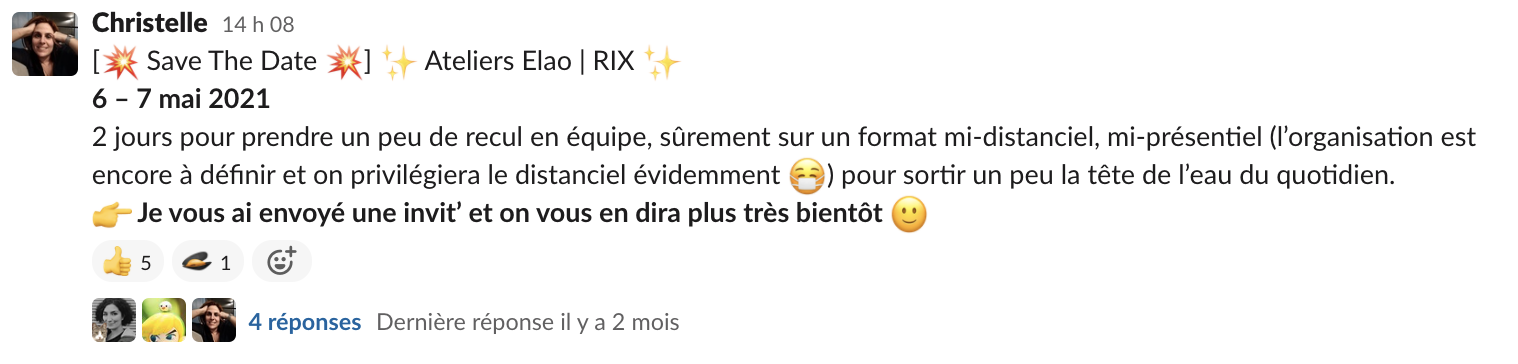 Christelle 14 h 08
[💥 Save The Date 💥] ✨ Ateliers Elao | RIX ✨
6 – 7 mai 2021
2 jours pour prendre un peu de recul en équipe, sûrement sur un format mi-distanciel, mi-présentiel (l’organisation est
encore à définir et on privilégiera le distanciel évidemment 😷) pour sortir un peu la tête de l’eau du quotidien.
👉 Je vous ai envoyé une invit’ et on vous en dira plus très bientôt 🙂
👍 5 🦪 1
4 réponses Dernière réponse il y a 2 mois